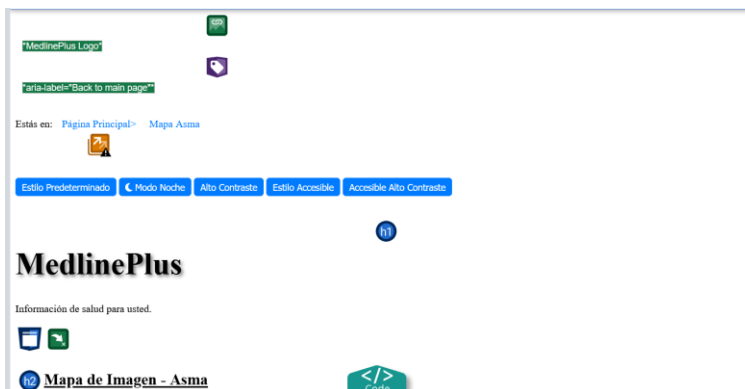 *MedlinePlus Logo*
*aria-label="Back to main page"*
Estás en: Página Principal> Mapa Asma
Estilo Predeterminado Modo Noche Alto Contraste Estilo Accesible Accesible Alto Contraste
h1
MedlinePlus
Información de salud para usted.
h2 Mapa de Imagen - Asma
</>
Code